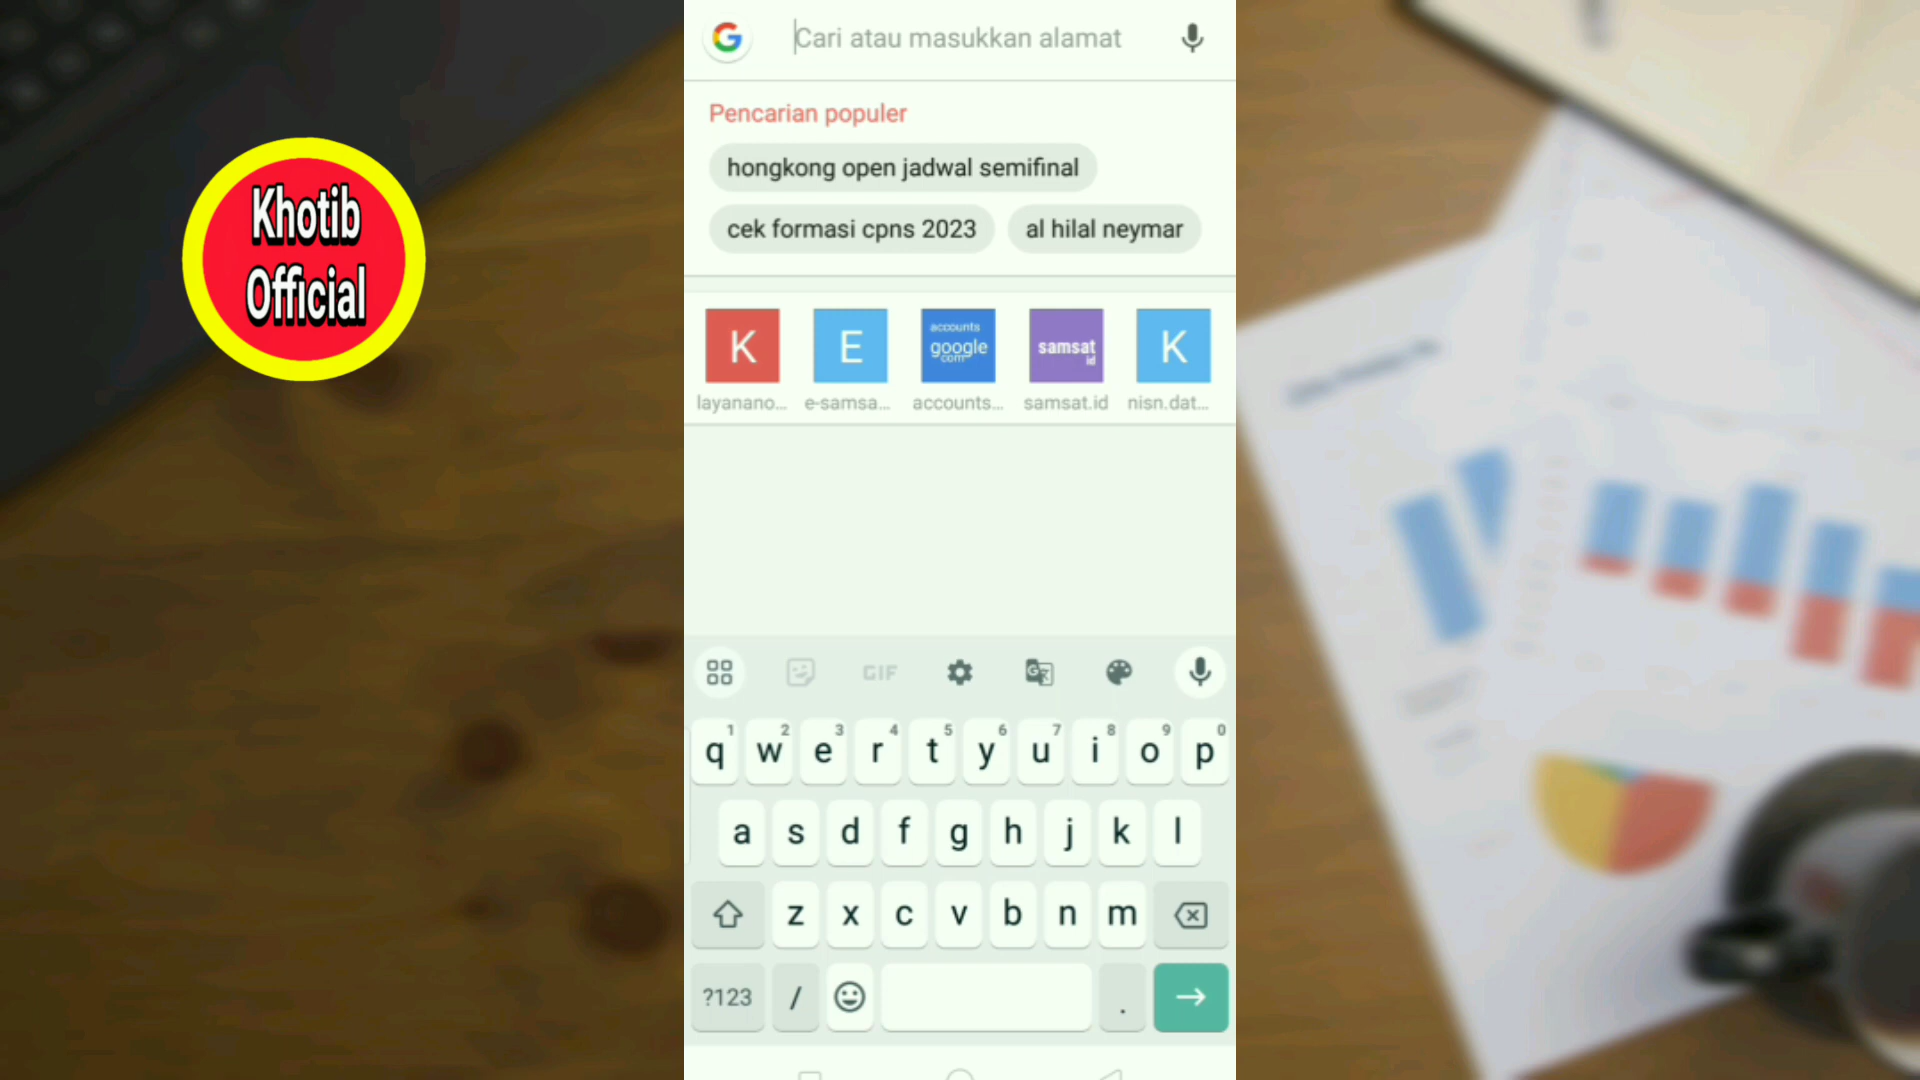 Khotib
Official
Cari atau masukkan alamat
Pencarian populer
hongkong open jadwal semifinal
cek formasi cpns 2023
al hilal neymar
K
E
accounts
google
com
samsat
id
K
layanano...
e-samsa...
accounts...
samsat.id
nisn.dat...
GIF
1 2 3 4 5 6 7 8 9 0
q w e r t y u i o p
a s d f g h j k l
z x c v b n m
?123 / .